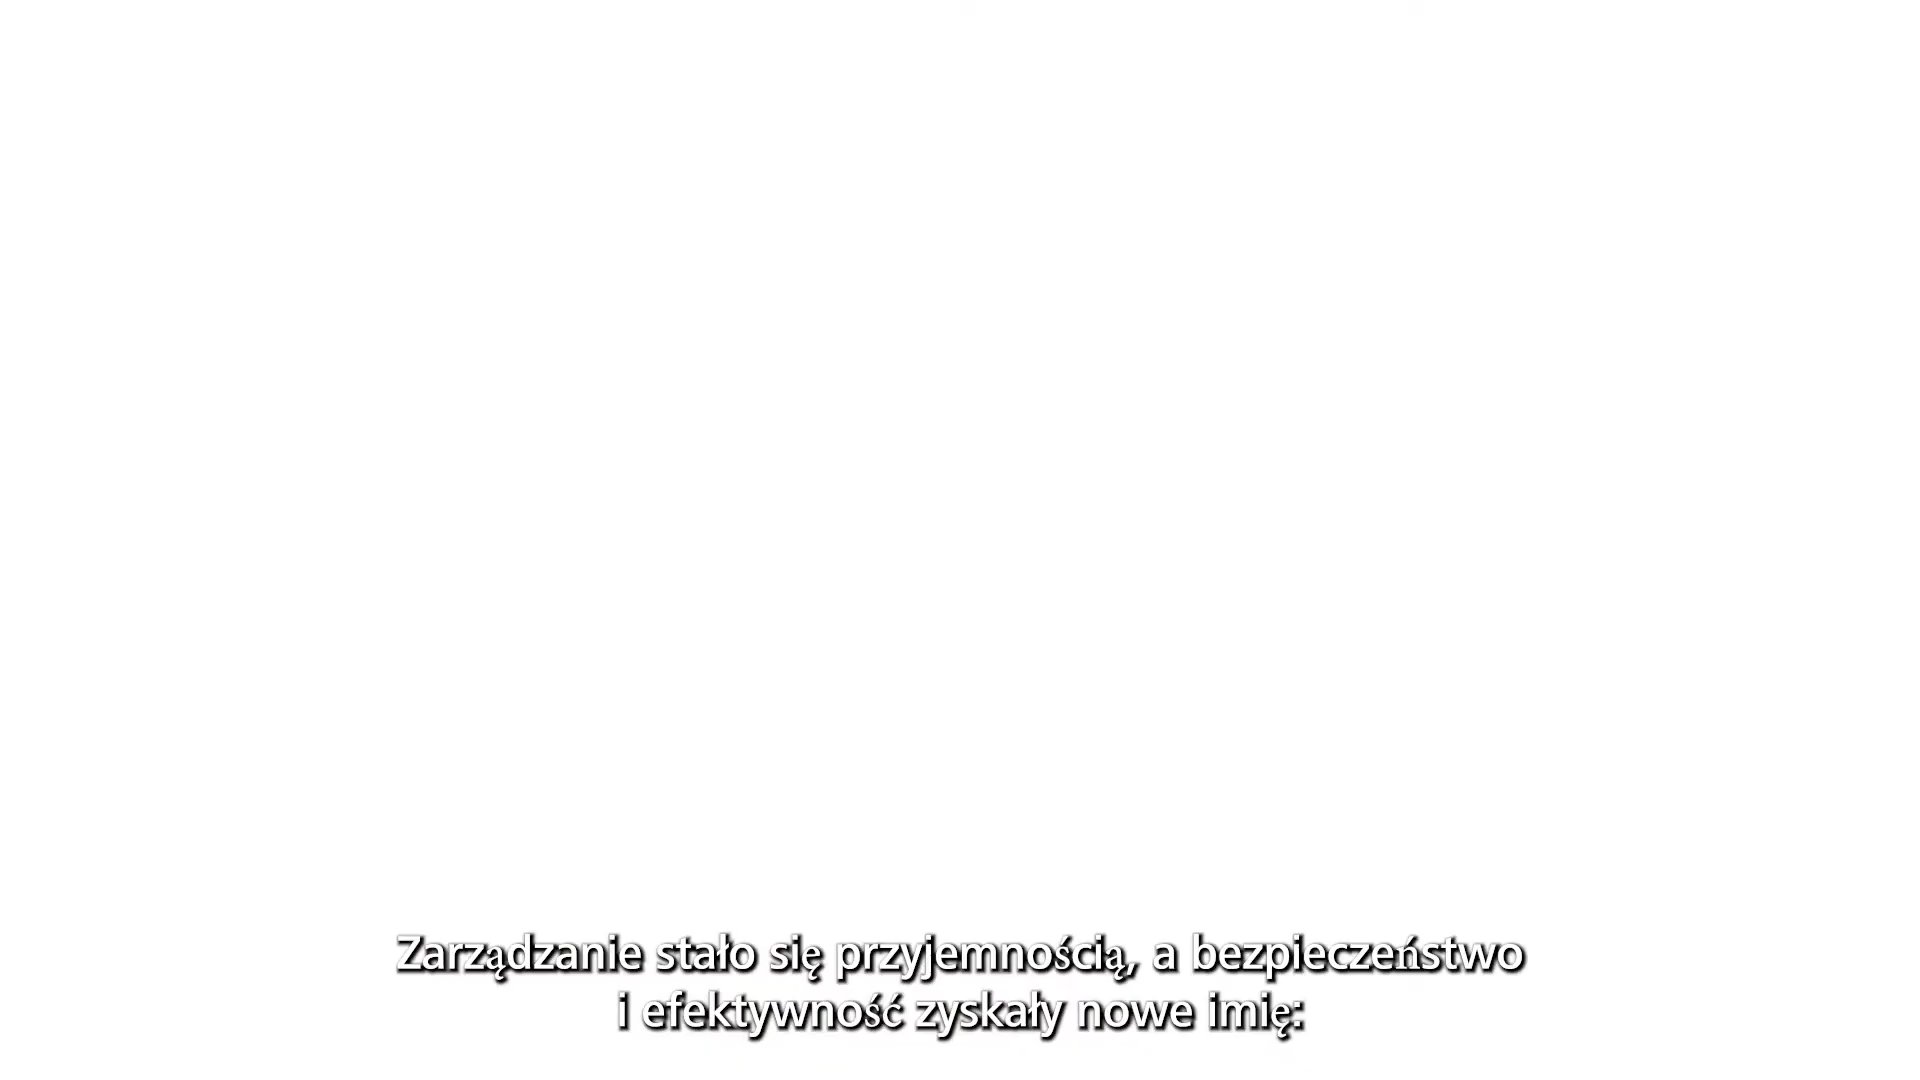 Zarządzanie stało się przyjemnością, a bezpieczeństwo
i efektywność zyskały nowe imię: